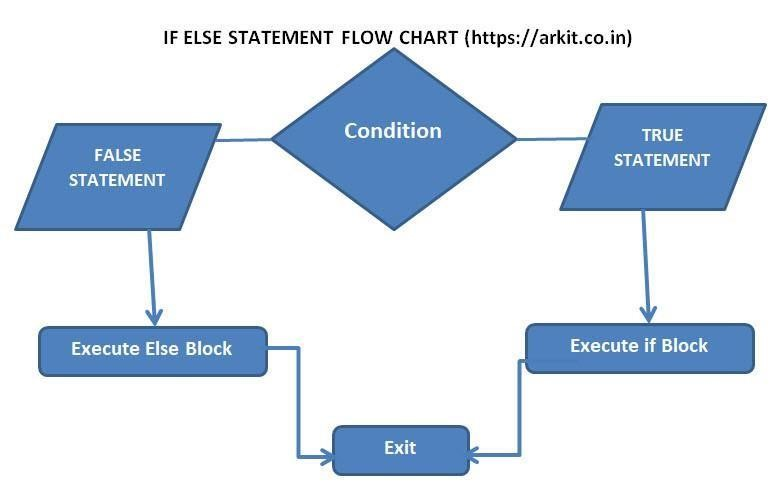 IF ELSE STATEMENT FLOW CHART (https://arkit.co.in)
Condition
FALSE
STATEMENT
TRUE
STATEMENT
Execute Else Block
Execute if Block
Exit